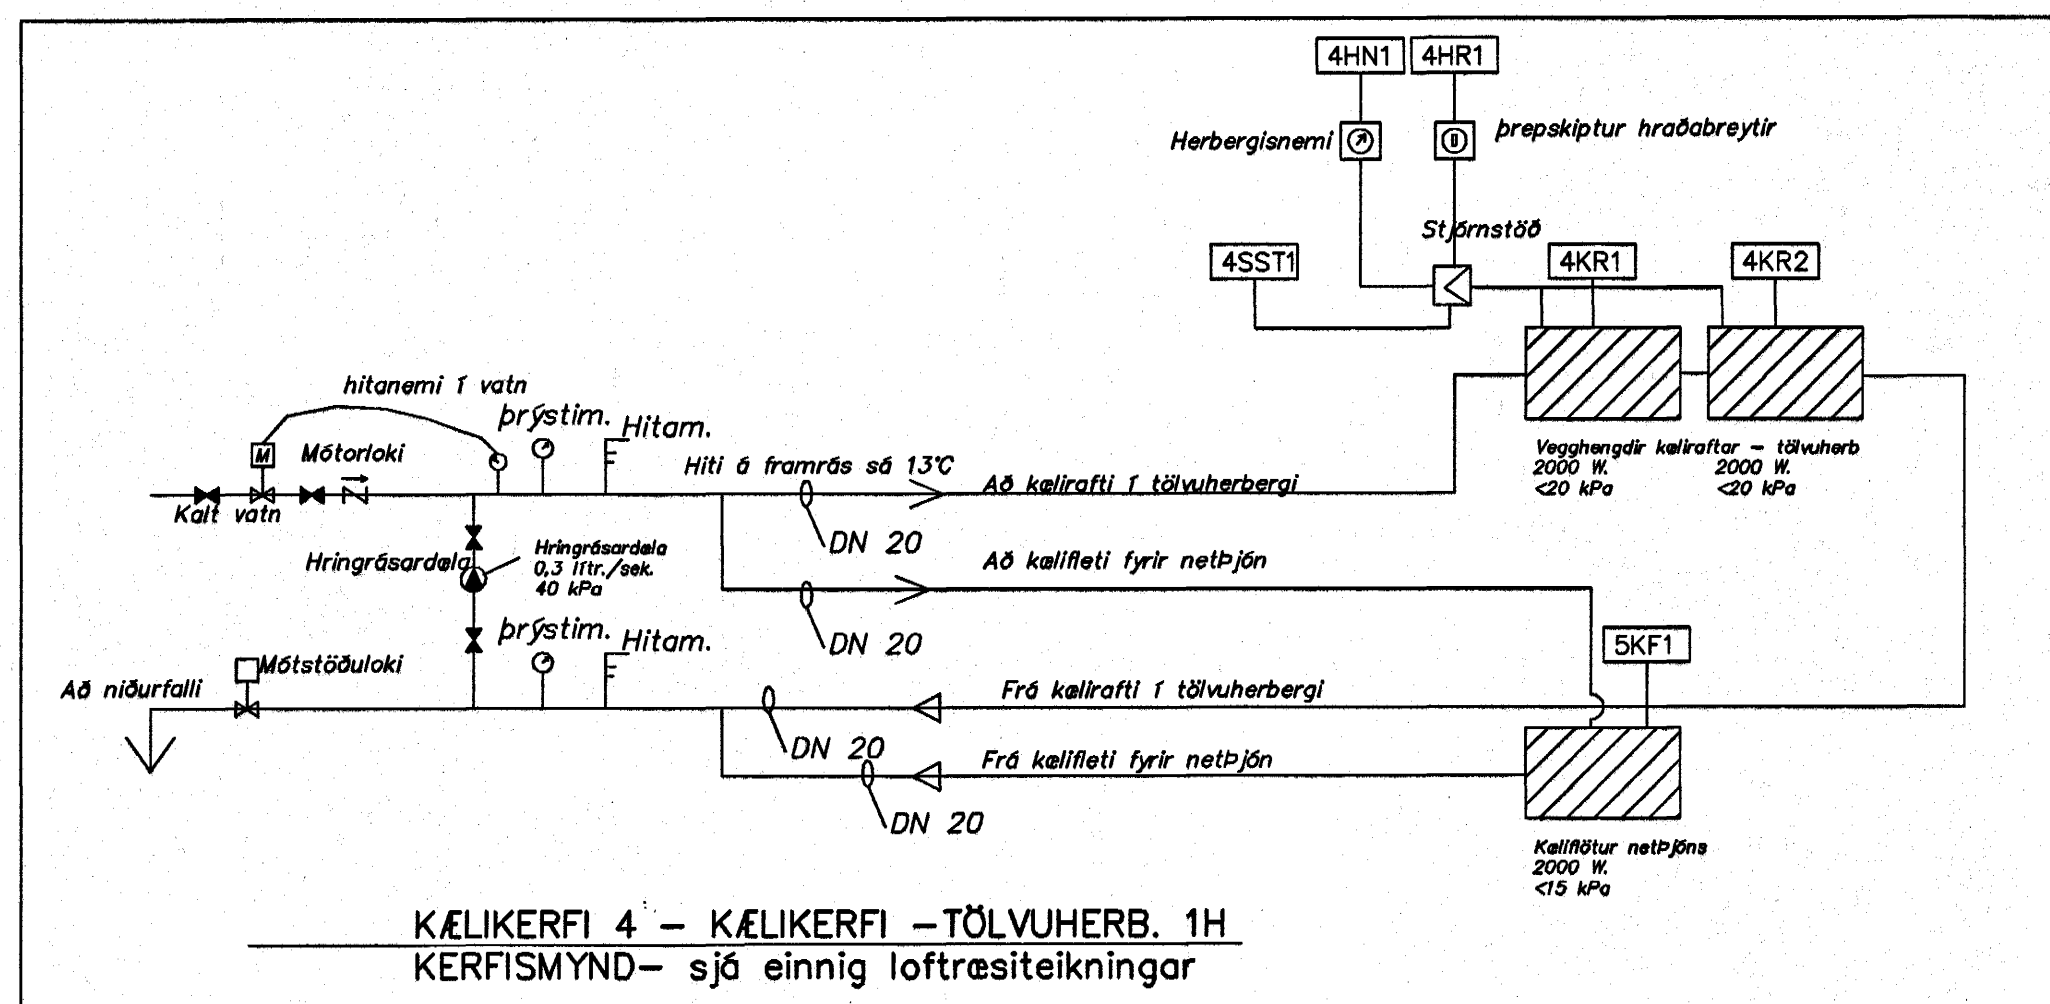 4HN1
4HR1
Herbergisnemi
þrepskiptur hraðabreytir
Stjórnstöð
4SST1
4KR1
4KR2
hitanemi í vatn
þrýstim.
Hitam.
M
Mótorloki
Hiti á framrás sá 13°C
Að kælirafti í tölvuherbergi
Vegghengdir kæliraftar - tölvuherb
2000 W.
<20 kPa
2000 W.
<20 kPa
Kalt vatn
DN 20
Hringrásardæla
Hringrásardæla
0,3 lítr./sek.
40 kPa
Að kælifleti fyrir netÞjón
DN 20
þrýstim.
Hitam.
5KF1
Mótstöðuloki
Að niðurfalli
Frá kælirafti í tölvuherbergi
DN 20
Frá kælifleti fyrir netÞjón
DN 20
Kæliflötur netÞjóns
2000 W.
<15 kPa
KÆLIKERFI 4 - KÆLIKERFI -TÖLVUHERB. 1H
KERFISMYND- sjá einnig loftræsiteikningar